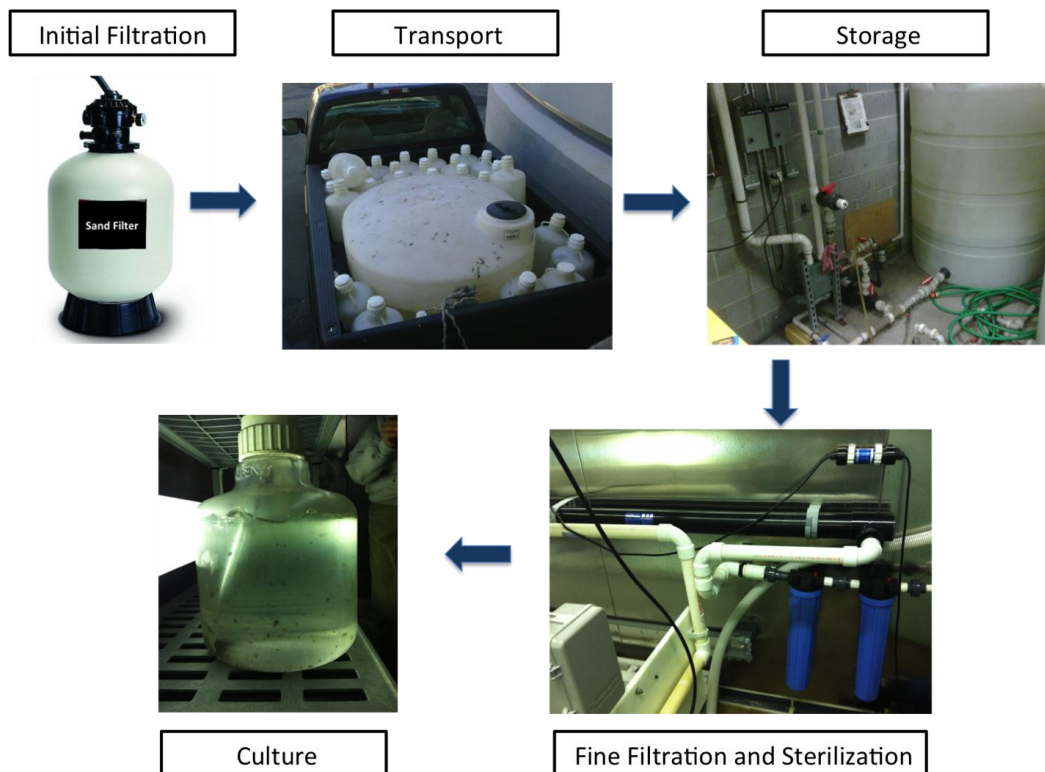 Initial Filtration
Transport
Storage
Sand Filter
Culture
Fine Filtration and Sterilization